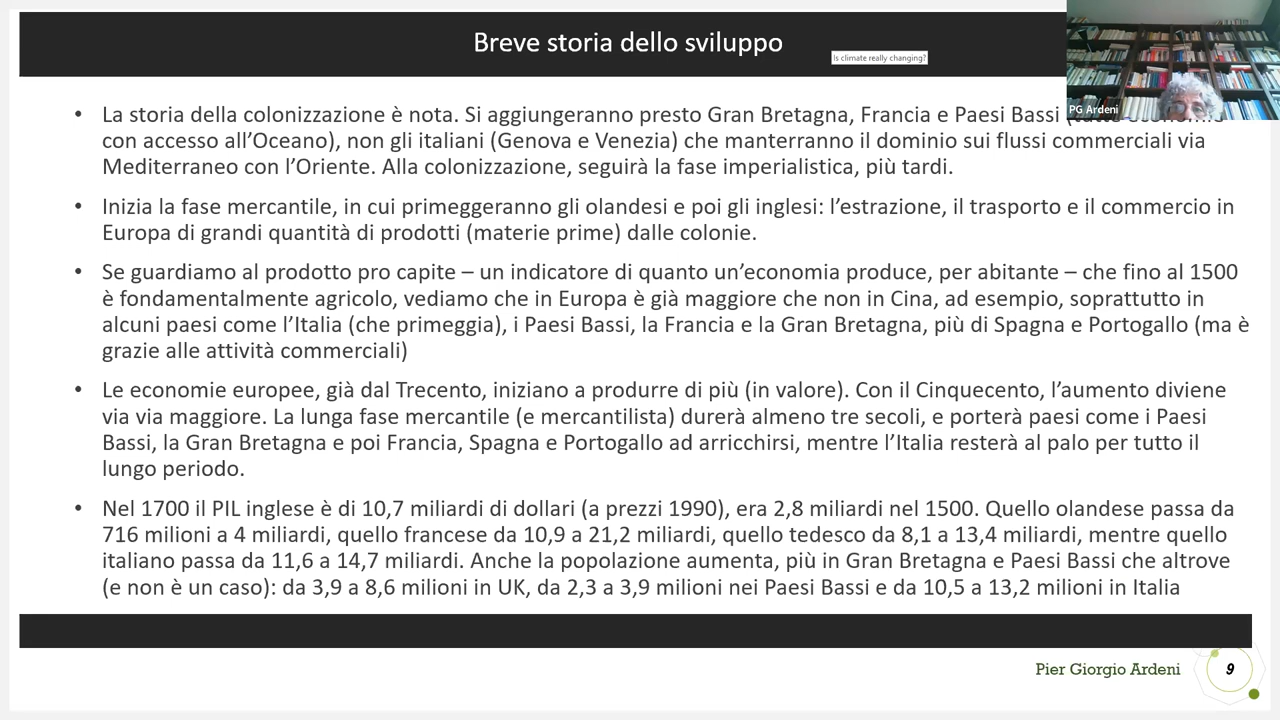 Breve storia dello sviluppo
Is climate really changing?
PG Ardeni
• La storia della colonizzazione è nota. Si aggiungeranno presto Gran Bretagna, Francia e Paesi Bassi
con accesso all’Oceano), non gli italiani (Genova e Venezia) che manterranno il dominio sui flussi commerciali via
Mediterraneo con l’Oriente. Alla colonizzazione, seguirà la fase imperialistica, più tardi.
• Inizia la fase mercantile, in cui primeggeranno gli olandesi e poi gli inglesi: l’estrazione, il trasporto e il commercio in
Europa di grandi quantità di prodotti (materie prime) dalle colonie.
• Se guardiamo al prodotto pro capite – un indicatore di quanto un’economia produce, per abitante – che fino al 1500
è fondamentalmente agricolo, vediamo che in Europa è già maggiore che non in Cina, ad esempio, soprattutto in
alcuni paesi come l’Italia (che primeggia), i Paesi Bassi, la Francia e la Gran Bretagna, più di Spagna e Portogallo (ma è
grazie alle attività commerciali)
• Le economie europee, già dal Trecento, iniziano a produrre di più (in valore). Con il Cinquecento, l’aumento diviene
via via maggiore. La lunga fase mercantile (e mercantilista) durerà almeno tre secoli, e porterà paesi come i Paesi
Bassi, la Gran Bretagna e poi Francia, Spagna e Portogallo ad arricchirsi, mentre l’Italia resterà al palo per tutto il
lungo periodo.
• Nel 1700 il PIL inglese è di 10,7 miliardi di dollari (a prezzi 1990), era 2,8 miliardi nel 1500. Quello olandese passa da
716 milioni a 4 miliardi, quello francese da 10,9 a 21,2 miliardi, quello tedesco da 8,1 a 13,4 miliardi, mentre quello
italiano passa da 11,6 a 14,7 miliardi. Anche la popolazione aumenta, più in Gran Bretagna e Paesi Bassi che altrove
(e non è un caso): da 3,9 a 8,6 milioni in UK, da 2,3 a 3,9 milioni nei Paesi Bassi e da 10,5 a 13,2 milioni in Italia
Pier Giorgio Ardeni
9